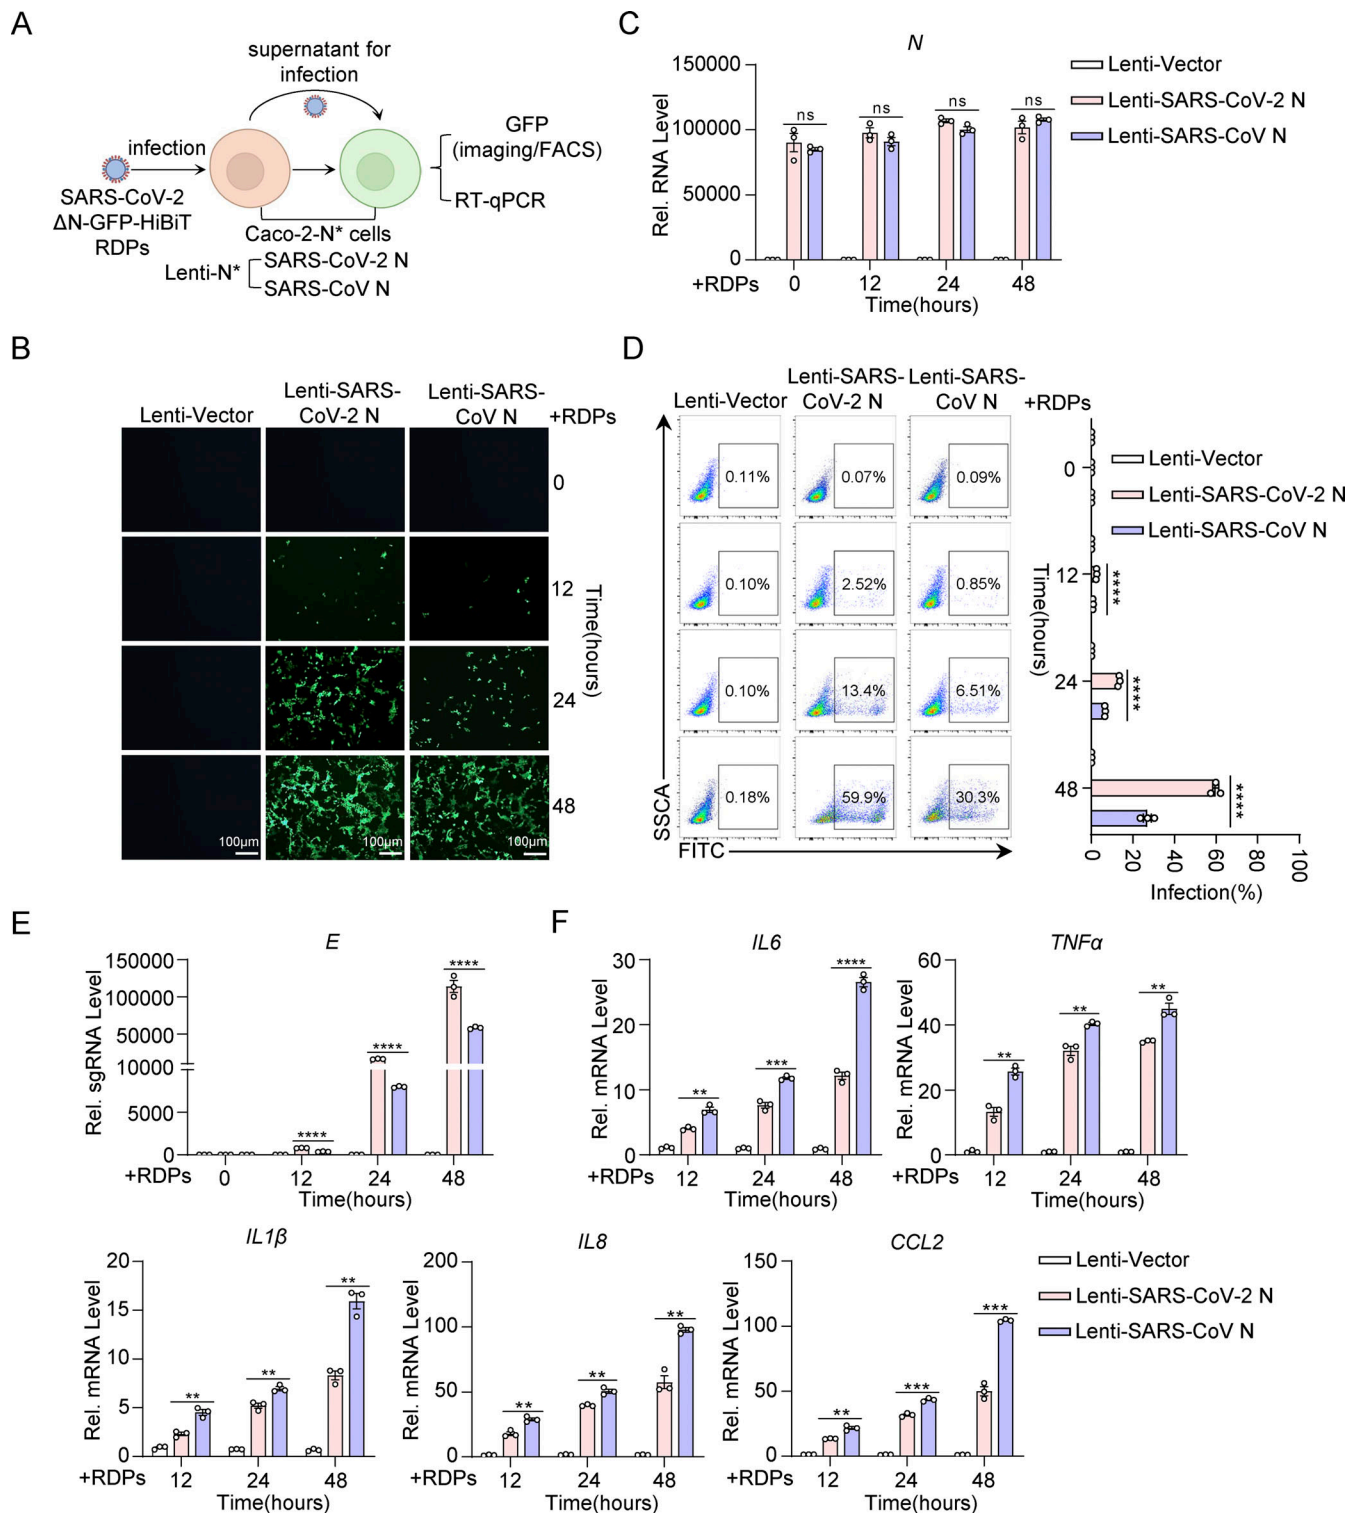 A
supernatant for
infection
infection
GFP
(imaging/FACS)
RT-qPCR
SARS-CoV-2
ΔN-GFP-HiBiT
RDPs
Caco-2-N* cells
Lenti-N*
SARS-CoV-2 N
SARS-CoV N
B
Lenti-Vector
Lenti-SARS-
CoV-2 N
Lenti-SARS-
CoV N
+RDPs
0
12
24
48
Time(hours)
100μm
100μm
100μm
C
N
Rel. RNA Level
150000
100000
50000
0
ns
ns
ns
ns
+RDPs
0
12
24
48
Time(hours)
Lenti-Vector
Lenti-SARS-CoV-2 N
Lenti-SARS-CoV N
D
Lenti-Vector
Lenti-SARS-
CoV-2 N
Lenti-SARS-
CoV N
+RDPs
0.11%
0.07%
0.09%
0.10%
2.52%
0.85%
0.10%
13.4%
6.51%
0.18%
59.9%
30.3%
SSCA
FITC
0
12
24
48
Time(hours)
****
****
****
0
20
40
60
80
100
Infection(%)
Lenti-Vector
Lenti-SARS-CoV-2 N
Lenti-SARS-CoV N
E
E
Rel. sgRNA Level
150000
100000
50000
10000
5000
0
****
****
****
+RDPs
0
12
24
48
Time(hours)
F
IL6
Rel. mRNA Level
30
20
10
0
**
***
****
+RDPs
12
24
48
Time(hours)
TNFα
Rel. mRNA Level
60
40
20
0
**
**
**
+RDPs
12
24
48
Time(hours)
IL1β
Rel. mRNA Level
20
15
10
5
0
**
**
**
+RDPs
12
24
48
Time(hours)
IL8
Rel. mRNA Level
200
100
50
0
**
**
**
+RDPs
12
24
48
Time(hours)
CCL2
Rel. mRNA Level
150
100
50
0
**
***
***
+RDPs
12
24
48
Time(hours)
Lenti-Vector
Lenti-SARS-CoV-2 N
Lenti-SARS-CoV N